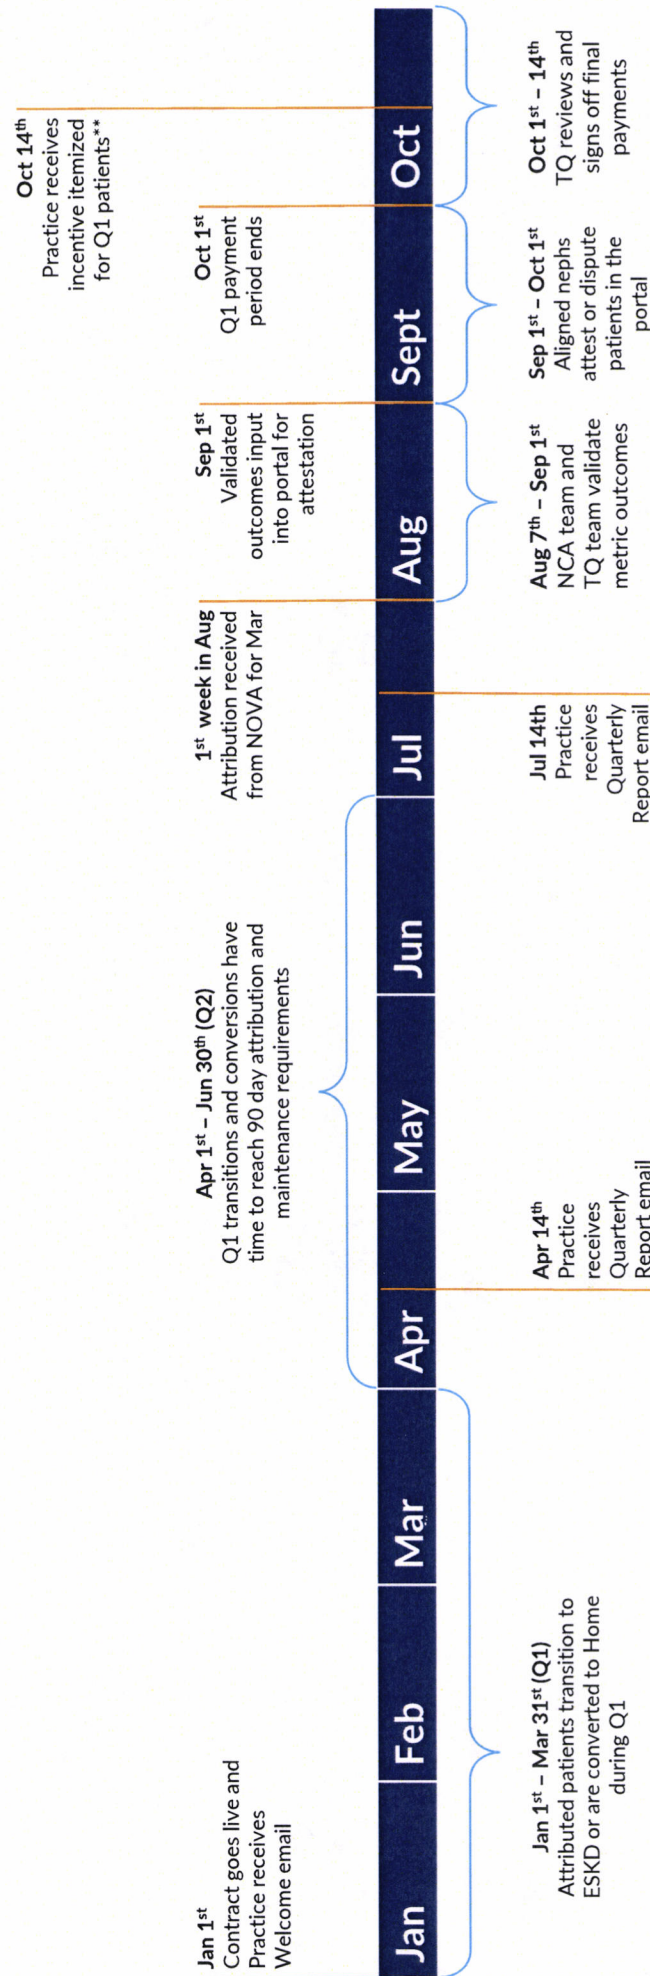 Oct 14th
Practice receives
incentive itemized
for Q1 patients**
Jan 1st
Contract goes live and
Practice receives
Welcome email
Apr 1st – Jun 30th (Q2)
Q1 transitions and conversions have
time to reach 90 day attribution and
maintenance requirements
1st week in Aug
Attribution received
from NOVA for Mar
Sep 1st
Validated
outcomes input
into portal for
attestation
Oct 1st
Q1 payment
period ends
Jan
Feb
Mar
Apr
May
Jun
Jul
Aug
Sept
Oct
Jan 1st – Mar 31st (Q1)
Attributed patients transition to
ESKD or are converted to Home
during Q1
Apr 14th
Practice
receives
Quarterly
Report email
Jul 14th
Practice
receives
Quarterly
Report email
Aug 7th – Sep 1st
NCA team and
TQ team validate
metric outcomes
Sep 1st – Oct 1st
Aligned nephs
attest or dispute
patients in the
portal
Oct 1st – 14th
TQ reviews and
signs off final
payments